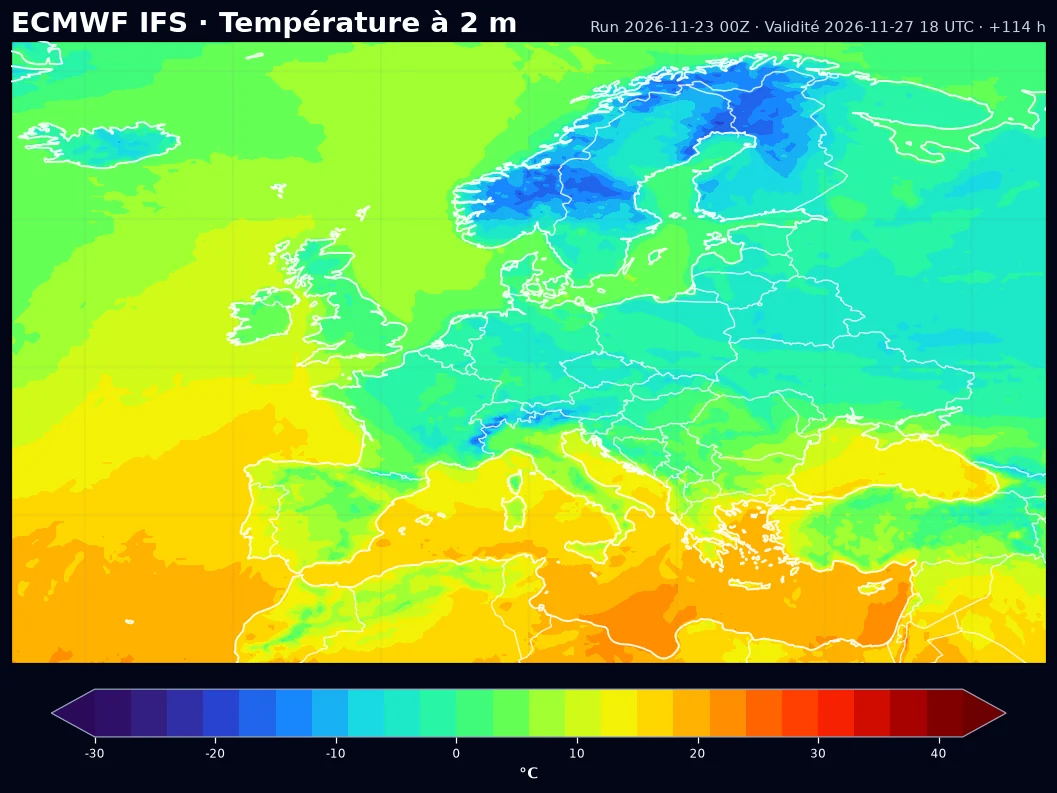 ECMWF IFS · Température à 2 m
Run 2026-11-23 00Z · Validité 2026-11-27 18 UTC · +114 h
-30 -20 -10 0 10 20 30 40
°C